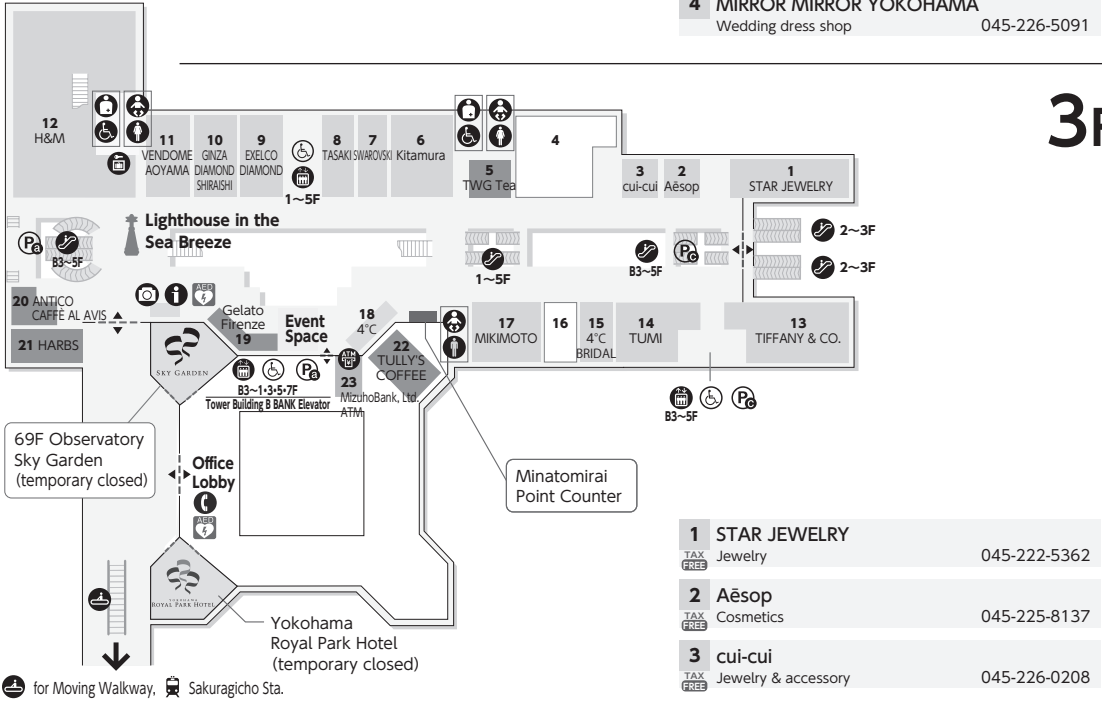 4 MIRROR MIRROR YOKOHAMA
Wedding dress shop 045-226-5091
3F
12
H&M
11
VENDOME
AOYAMA
10
GINZA
DIAMOND
SHIRAISHI
9
EXELCO
DIAMOND
1~5F
8
TASAKI
7
SWAROVSKI
6
Kitamura
5
TWG Tea
4
3
cui-cui
2
Aēsop
1
STAR JEWELRY
Lighthouse in the
Sea Breeze
Pa
B3~5F
1~5F
B3~5F
Pc
2~3F
2~3F
20 ANTICO
CAFFÈ AL AVIS
21 HARBS
AED
Gelato
Firenze
19
Event
Space
18
4°C
SKY GARDEN
Pa
B3~1•3•5•7F
Tower Building B BANK Elevator
ATM
22
TULLY'S
COFFEE
23
MizuhoBank, Ltd.
ATM
17
MIKIMOTO
16
15
4°C
BRIDAL
14
TUMI
13
TIFFANY & CO.
Pc
B3~5F
69F Observatory
Sky Garden
(temporary closed)
Office
Lobby
AED
Minatomirai
Point Counter
YOKOHAMA
ROYAL PARK HOTEL
Yokohama
Royal Park Hotel
(temporary closed)
for Moving Walkway, Sakuragicho Sta.
1 STAR JEWELRY
TAX FREE Jewelry 045-222-5362
2 Aēsop
TAX FREE Cosmetics 045-225-8137
3 cui-cui
TAX FREE Jewelry & accessory 045-226-0208